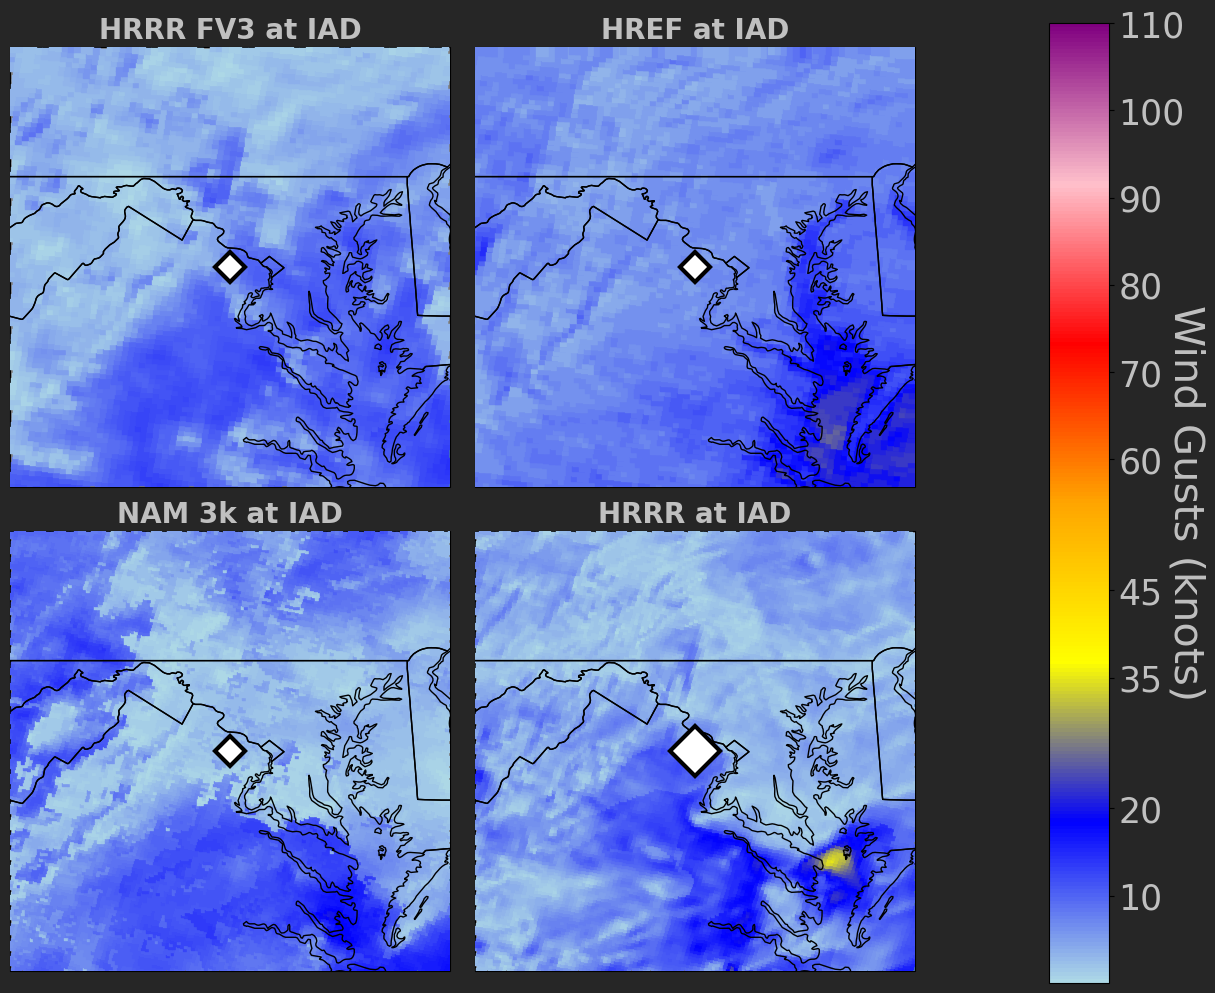 HRRR FV3 at IAD
HREF at IAD
NAM 3k at IAD
HRRR at IAD
110
100
90
80
70
60
45
35
20
10
Wind Gusts (knots)